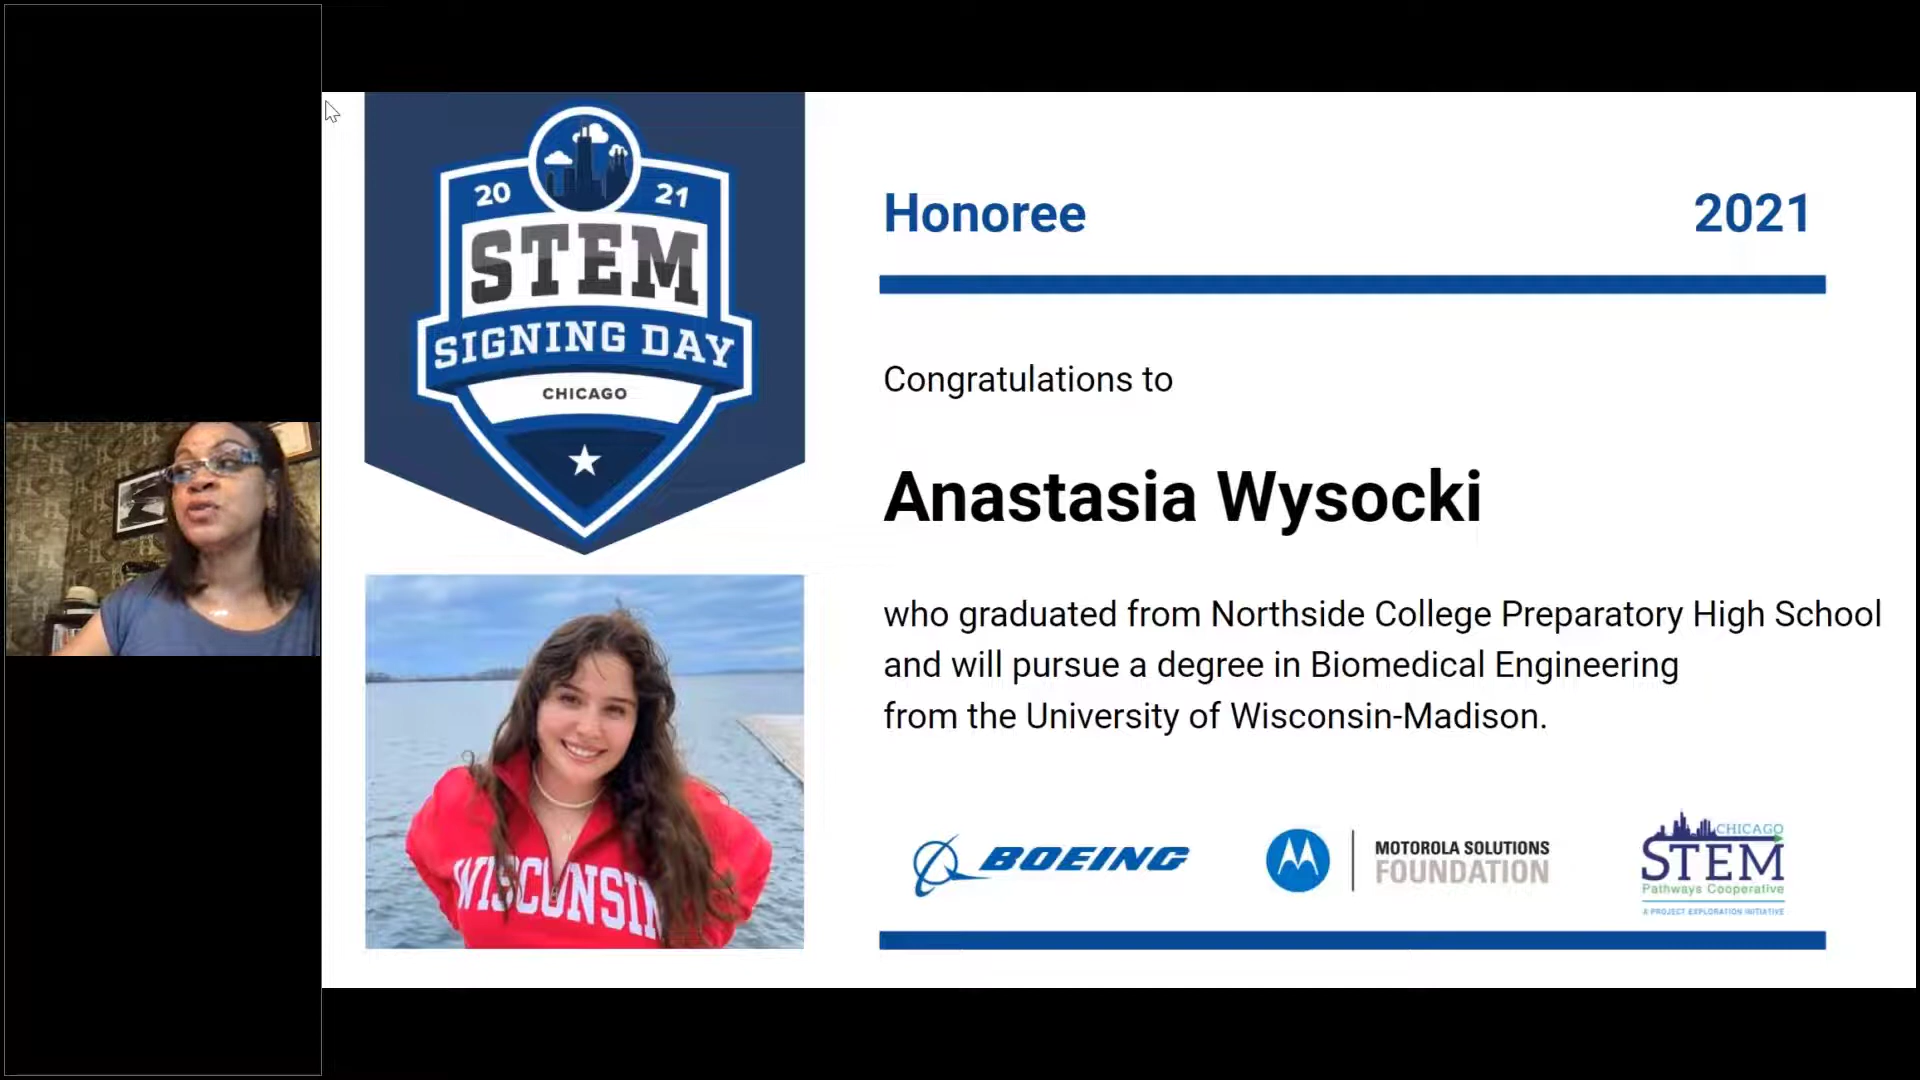 20 21
STEM
SIGNING DAY
CHICAGO
Honoree 2021
Congratulations to
Anastasia Wysocki
who graduated from Northside College Preparatory High School
and will pursue a degree in Biomedical Engineering
from the University of Wisconsin-Madison.
WISCONSIN
BOEING
MOTOROLA SOLUTIONS
FOUNDATION
CHICAGO
STEM
Pathways Cooperative
A PROJECT EXPLORATION INITIATIVE